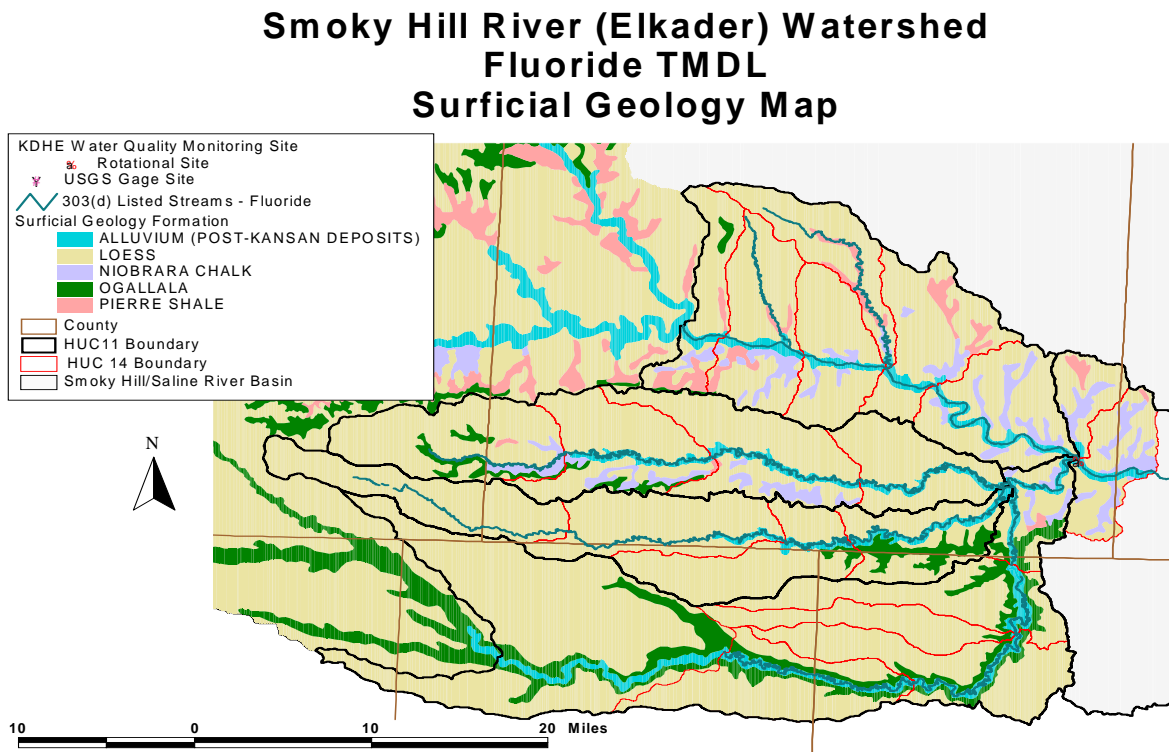 Smoky Hill River (Elkader) Watershed
Fluoride TMDL
Surficial Geology Map
KDHE Water Quality Monitoring Site
Rotational Site
USGS Gage Site
303(d) Listed Streams - Fluoride
Surficial Geology Formation
ALLUVIUM (POST-KANSAN DEPOSITS)
LOESS
NIOBRARA CHALK
OGALLALA
PIERRE SHALE
County
HUC11 Boundary
HUC 14 Boundary
Smoky Hill/Saline River Basin
N
10 0 10 20 Miles